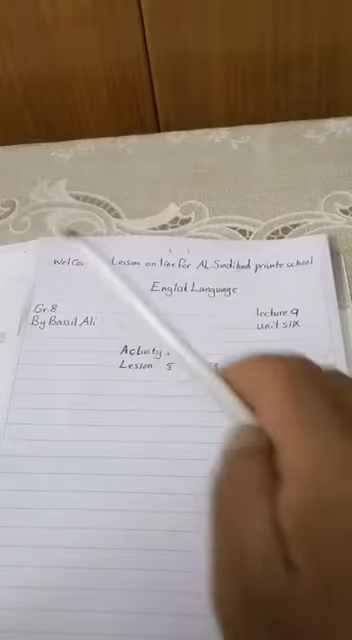 Lesson on line for AL Sindibad private school
English Language
Gr.8
lecture 9
By Bassil Ali
unit six
Activity.
Lesson 5